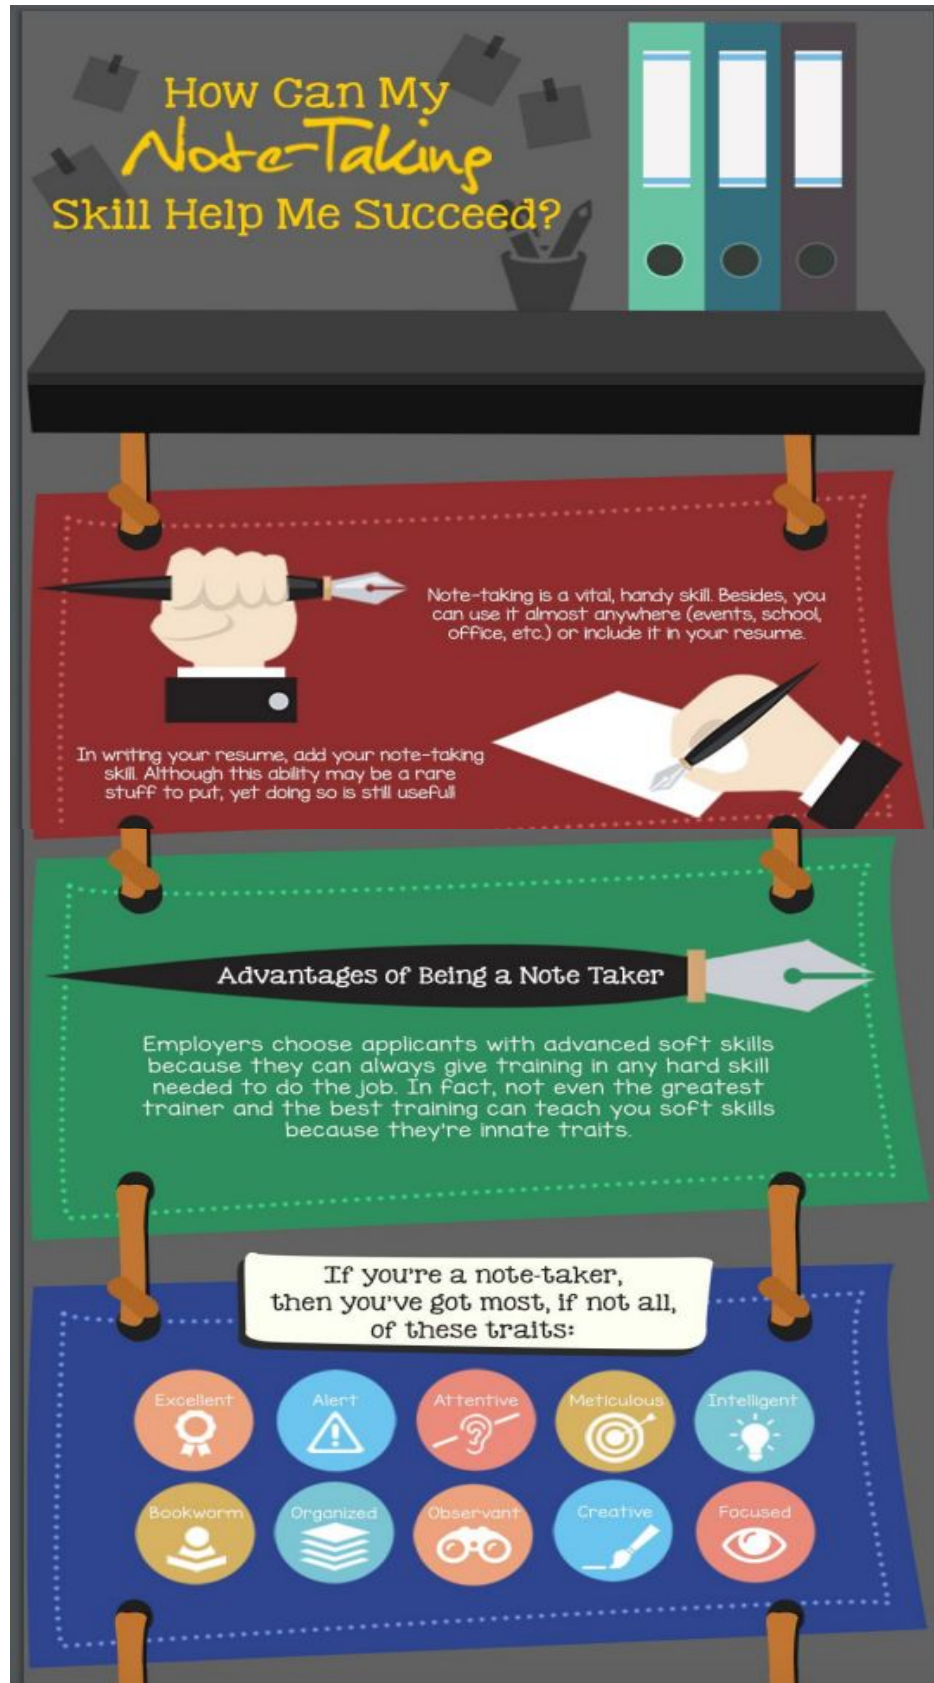 How Can My
Note-Taking
Skill Help Me Succeed?
Note-taking is a vital, handy skill. Besides, you
can use it almost anywhere (events, school,
office, etc.) or include it in your resume.
In writing your resume, add your note-taking
skill. Although this ability may be a rare
stuff to put, yet doing so is still useful!
Advantages of Being a Note Taker
Employers choose applicants with advanced soft skills
because they can always give training in any hard skill
needed to do the job. In fact, not even the greatest
trainer and the best training can teach you soft skills
because they're innate traits.
If you're a note-taker,
then you've got most, if not all,
of these traits:
Excellent
Alert
Attentive
Meticulous
Intelligent
Bookworm
Organized
Observant
Creative
Focused